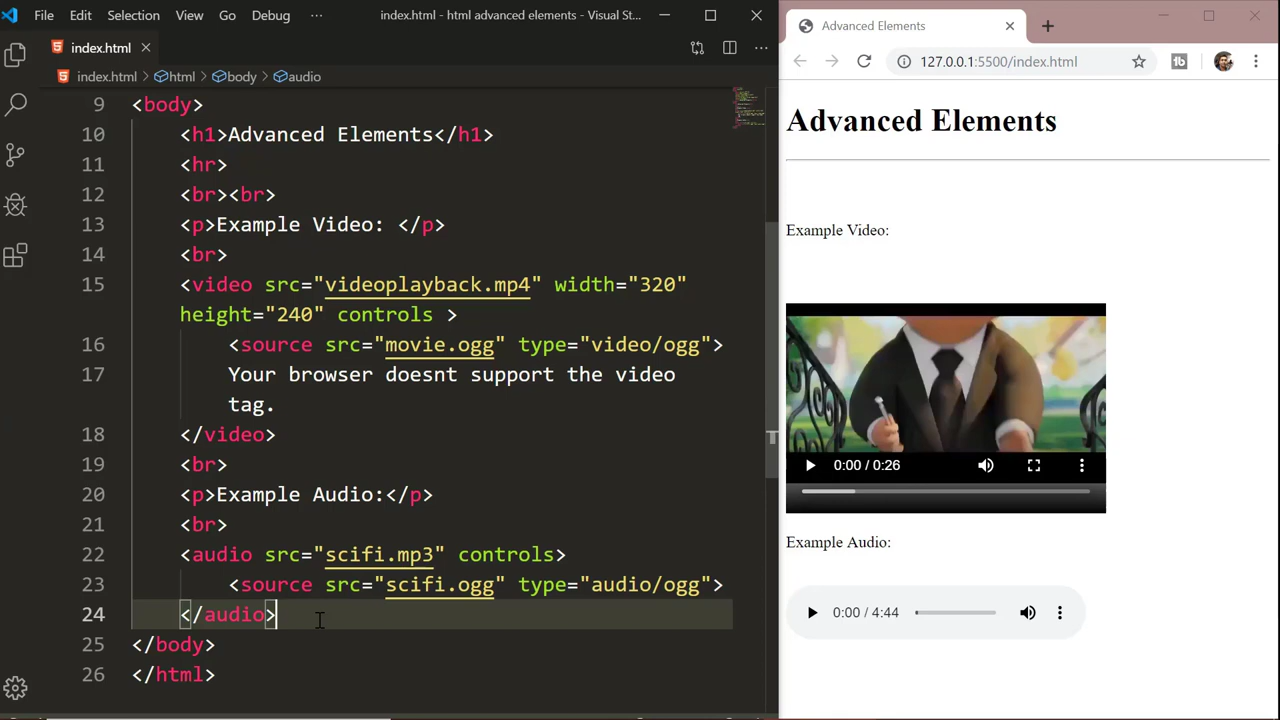 File Edit Selection View Go Debug ··· index.html - html advanced elements - Visual St...
index.html
index.html › html › body › audio
9 <body>
10 <h1>Advanced Elements</h1>
11 <hr>
12 <br><br>
13 <p>Example Video: </p>
14 <br>
15 <video src="videoplayback.mp4" width="320"
height="240" controls >
16 <source src="movie.ogg" type="video/ogg">
17 Your browser doesnt support the video
tag.
18 </video>
19 <br>
20 <p>Example Audio:</p>
21 <br>
22 <audio src="scifi.mp3" controls>
23 <source src="scifi.ogg" type="audio/ogg">
24 </audio>
25 </body>
26 </html>
Advanced Elements
127.0.0.1:5500/index.html
Advanced Elements
Example Video:
0:00 / 0:26
Example Audio:
0:00 / 4:44